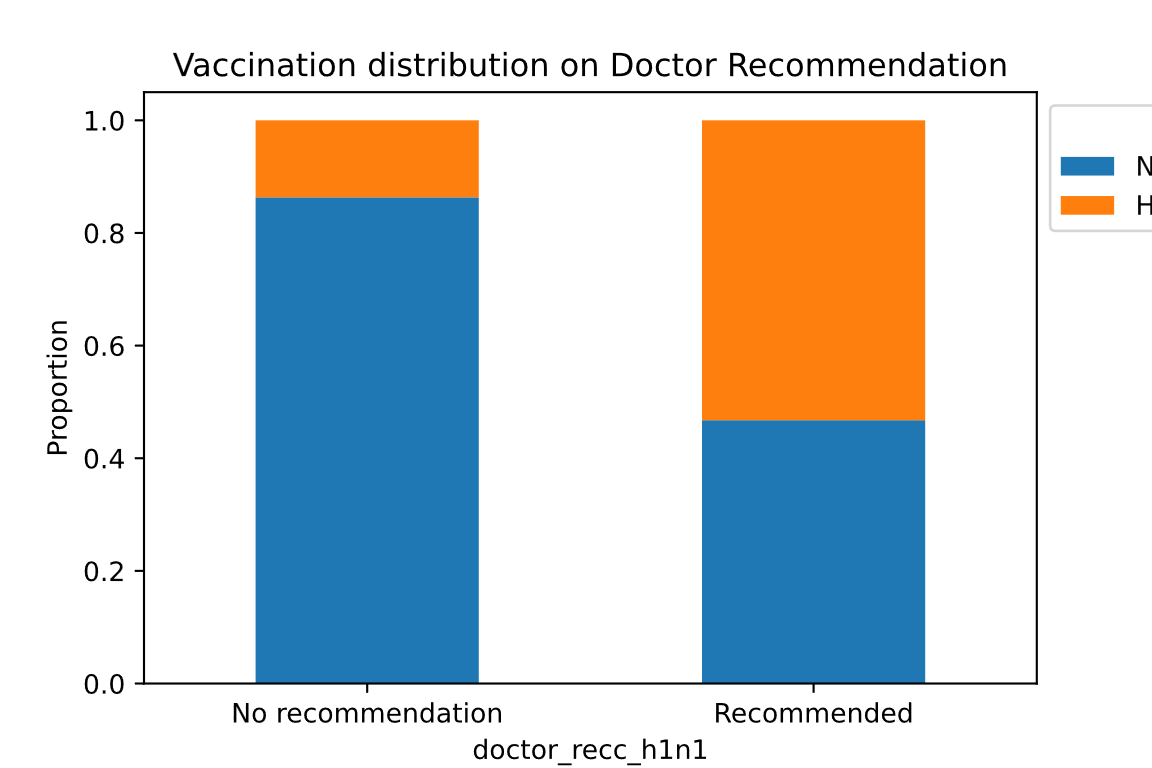 Vaccination distribution on Doctor Recommendation
1.0
0.8
0.6
0.4
0.2
0.0
Proportion
No recommendation
Recommended
doctor_recc_h1n1